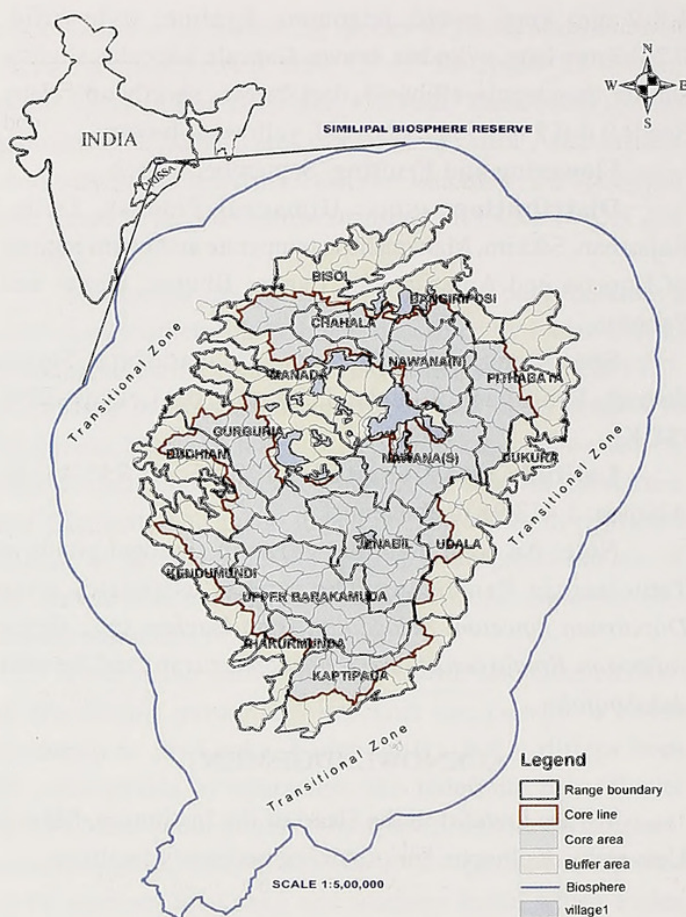 N
W E
S
INDIA
ORISSA
SIMILIPAL BIOSPHERE RESERVE
BISOI
BANGIRIPOSI
CHAHALA
Transitional Zone
NAWANA(N)
MANADA
PITHABATA
GURGURIA
DUDHIANI
NAWANA(S)
DUKURA
Transitional Zone
JENABIL
UDALA
KENDUMUNDI
UPPER BARAKAMUDA
THAKURMUNDA
KAPTIPADA
Transitional Zone
Legend
Range boundary
Core line
Core area
Buffer area
Biosphere
village1
SCALE 1:5,00,000